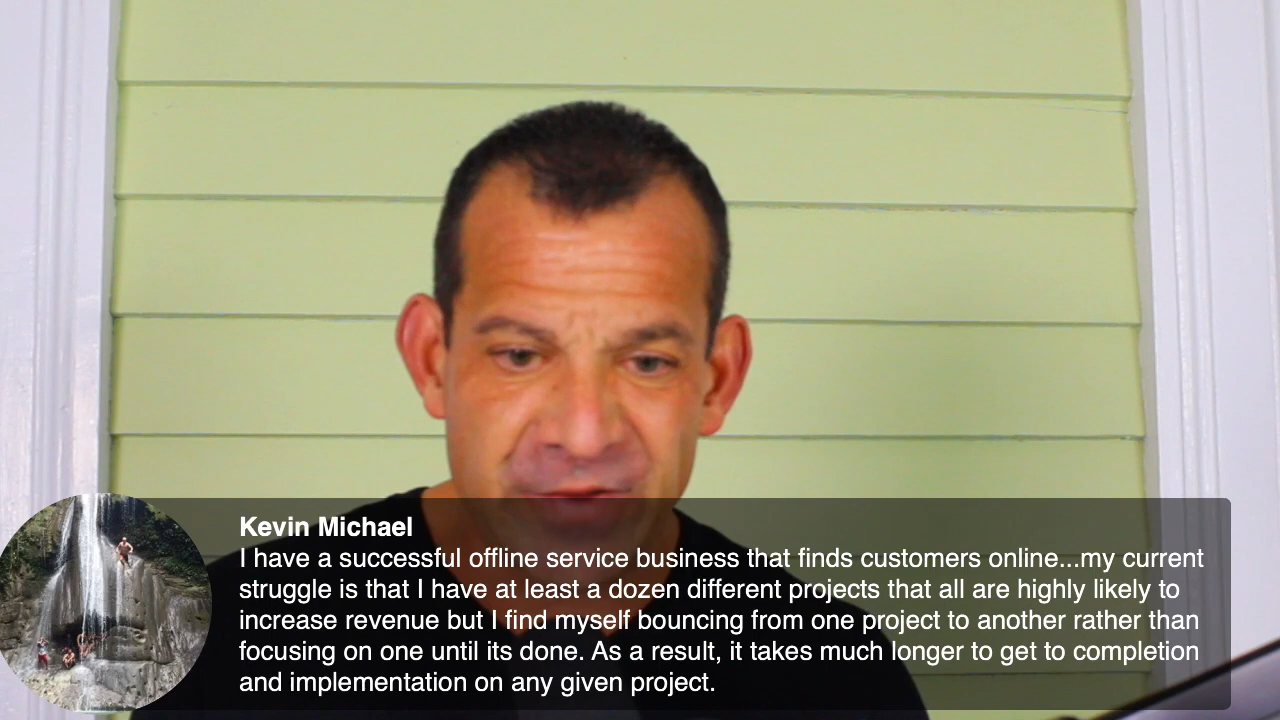 Kevin Michael
I have a successful offline service business that finds customers online...my current
struggle is that I have at least a dozen different projects that all are highly likely to
increase revenue but I find myself bouncing from one project to another rather than
focusing on one until its done. As a result, it takes much longer to get to completion
and implementation on any given project.